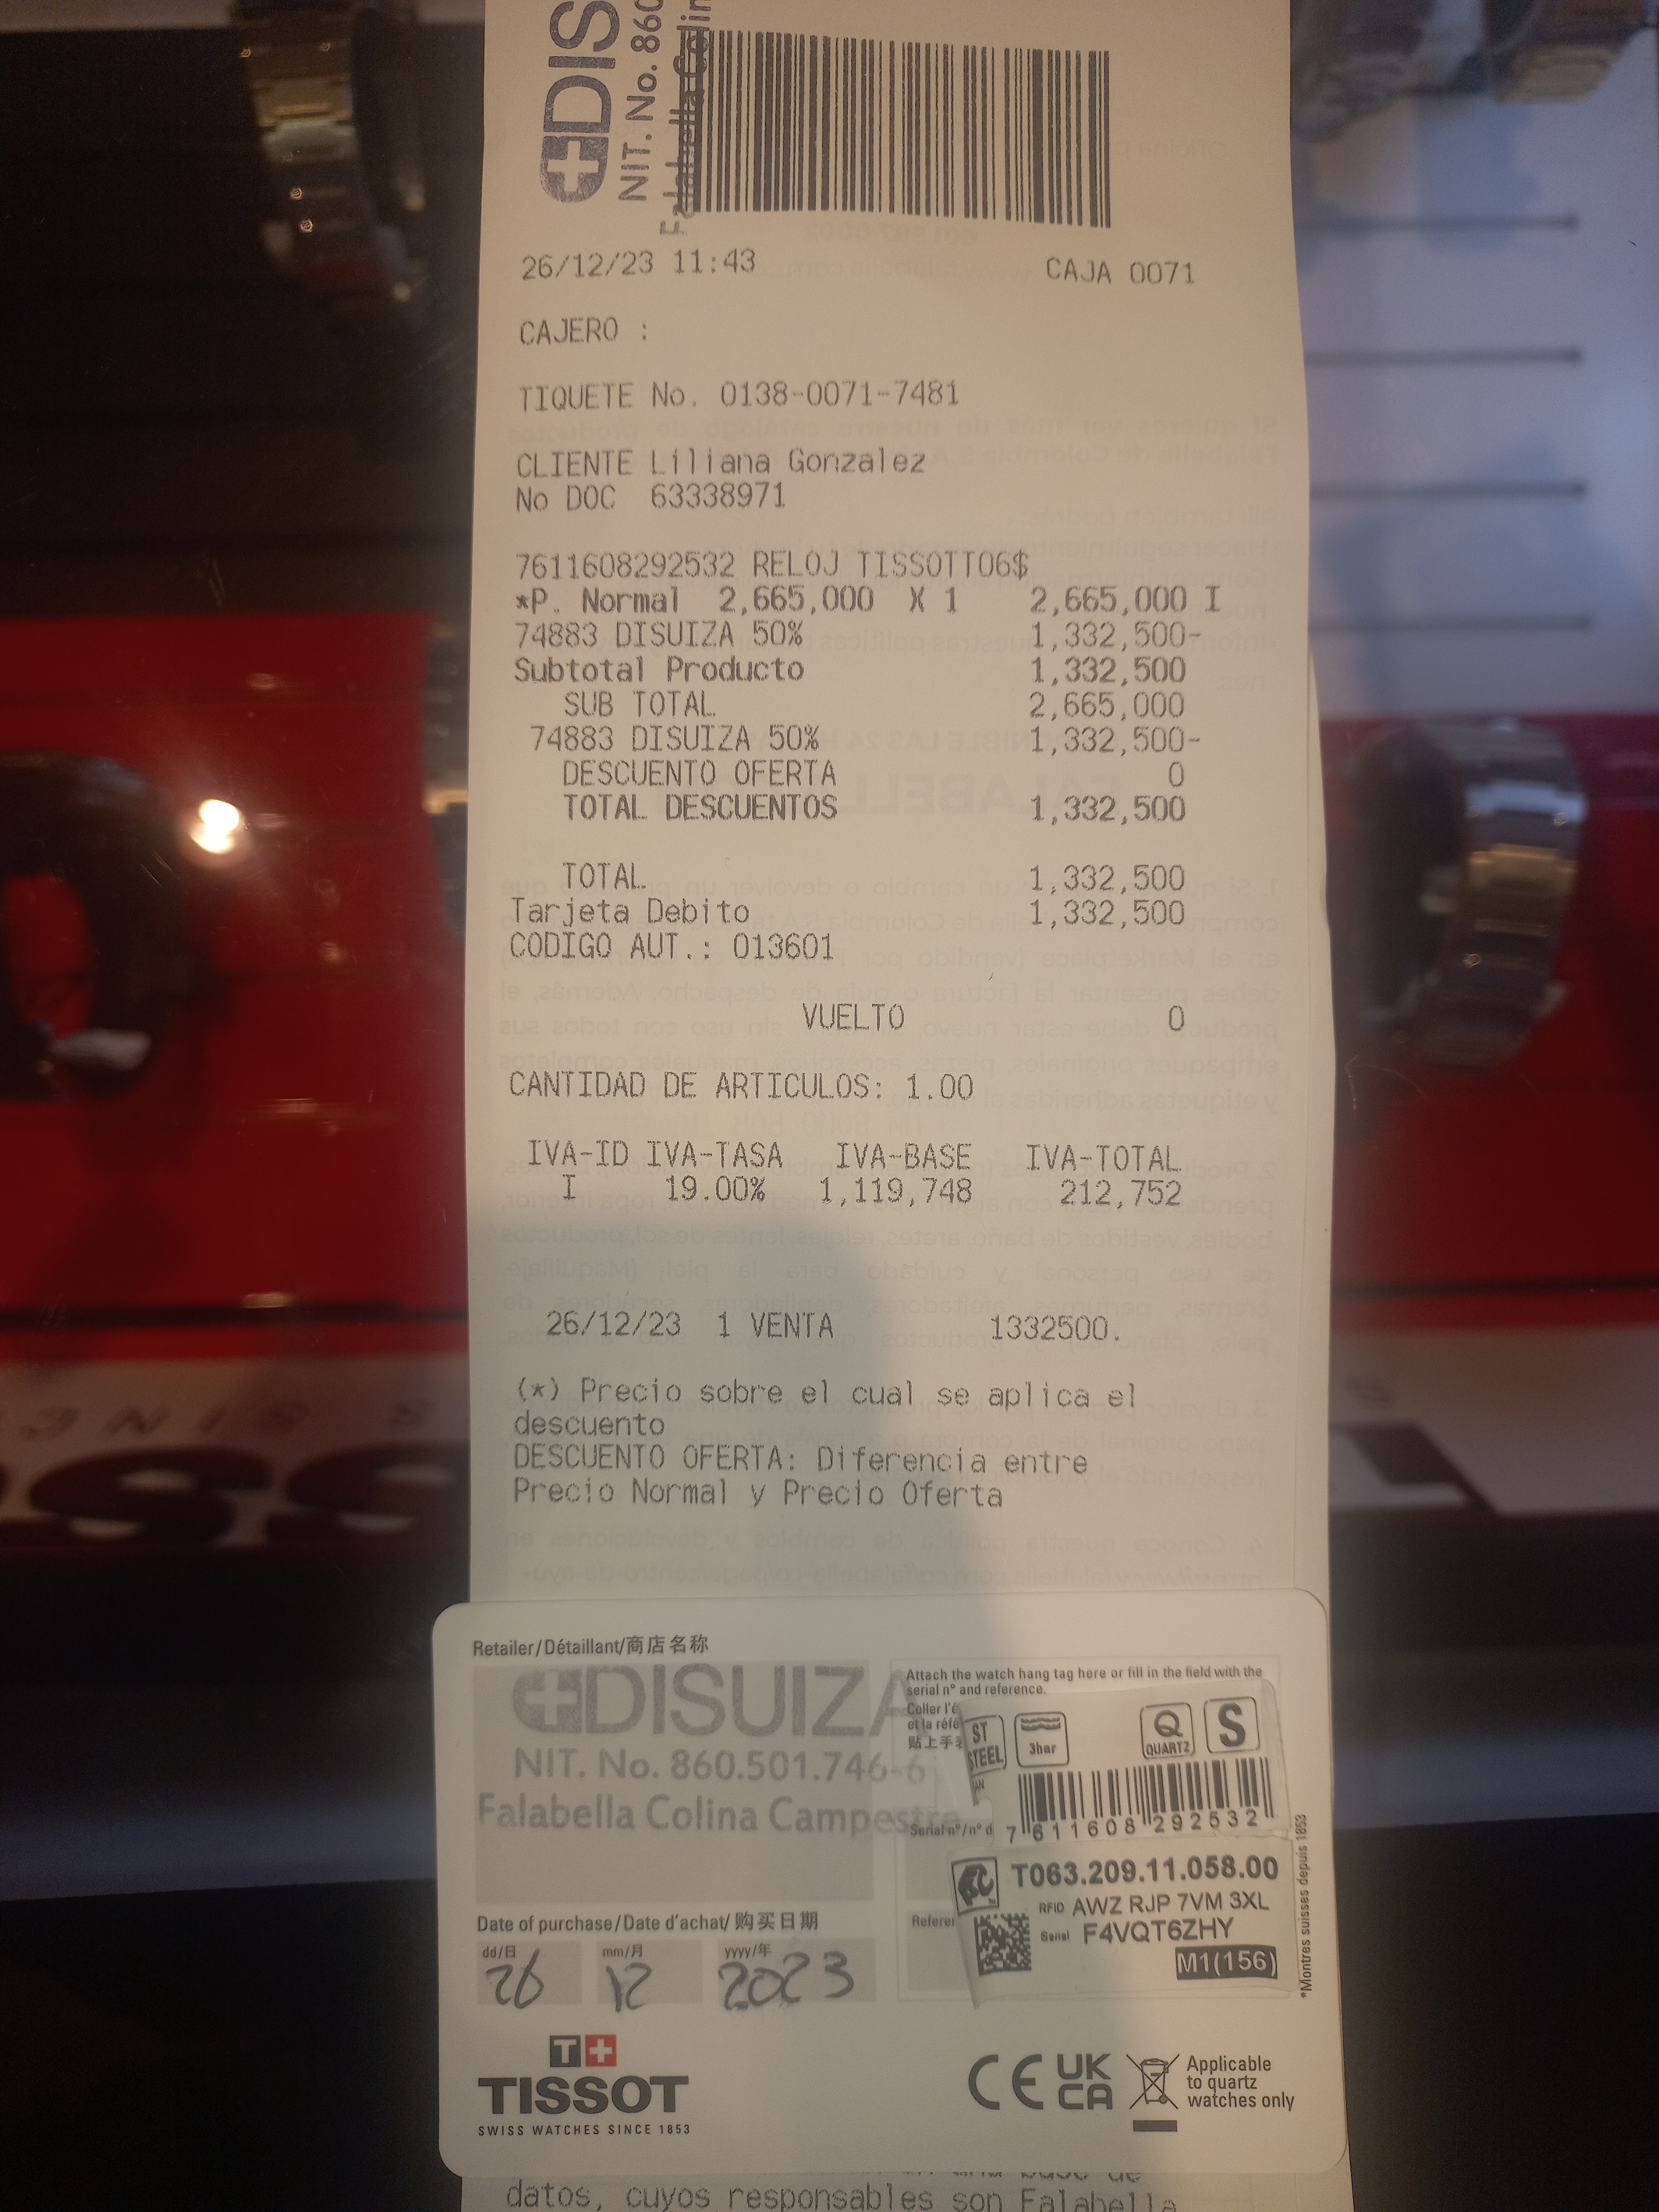 DIS
NIT. No. 860
Falabella Colin
26/12/23 11:43 CAJA 0071
CAJERO :
TIQUETE No. 0138-0071-7481
CLIENTE Liliana Gonzalez
No DOC 63338971
7611608292532 RELOJ TISSOTT06$
*P. Normal 2,665,000 X 1 2,665,000 I
74883 DISUIZA 50% 1,332,500-
Subtotal Producto 1,332,500
SUB TOTAL 2,665,000
74883 DISUIZA 50% 1,332,500-
DESCUENTO OFERTA 0
TOTAL DESCUENTOS 1,332,500
TOTAL 1,332,500
Tarjeta Debito 1,332,500
CODIGO AUT.: 013601
VUELTO 0
CANTIDAD DE ARTICULOS: 1.00
IVA-ID IVA-TASA IVA-BASE IVA-TOTAL
I 19.00% 1,119,748 212,752
26/12/23 1 VENTA 1332500.
(*) Precio sobre el cual se aplica el
descuento
DESCUENTO OFERTA: Diferencia entre
Precio Normal y Precio Oferta
Retailer/Détaillant/商店名称
DISUIZA
NIT. No. 860.501.746-6
Falabella Colina Campestre
Date of purchase/Date d'achat/购买日期
dd/日 mm/月 yyyy/年
26 12 2023
Attach the watch hang tag here or fill in the field with the
serial n° and reference.
Coller l'é
et la réfé
贴上手
ST STEEL 3bar Q QUARTZ S
Serial n°/n° d
7 611608 292532
T063.209.11.058.00
RFID AWZ RJP 7VM 3XL
Serial F4VQT6ZHY
Referen
M1(156)
*Montres suisses depuis 1853
T+
TISSOT
SWISS WATCHES SINCE 1853
CE UK CA
Applicable
to quartz
watches only
datos, cuyos responsables son Falabella